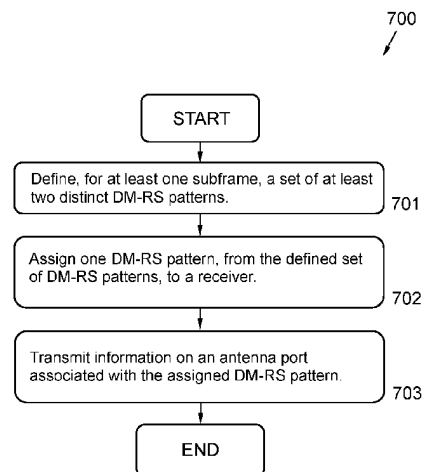 700
START
Define, for at least one subframe, a set of at least
two distinct DM-RS patterns.
701
Assign one DM-RS pattern, from the defined set
of DM-RS patterns, to a receiver.
702
Transmit information on an antenna port
associated with the assigned DM-RS pattern.
703
END